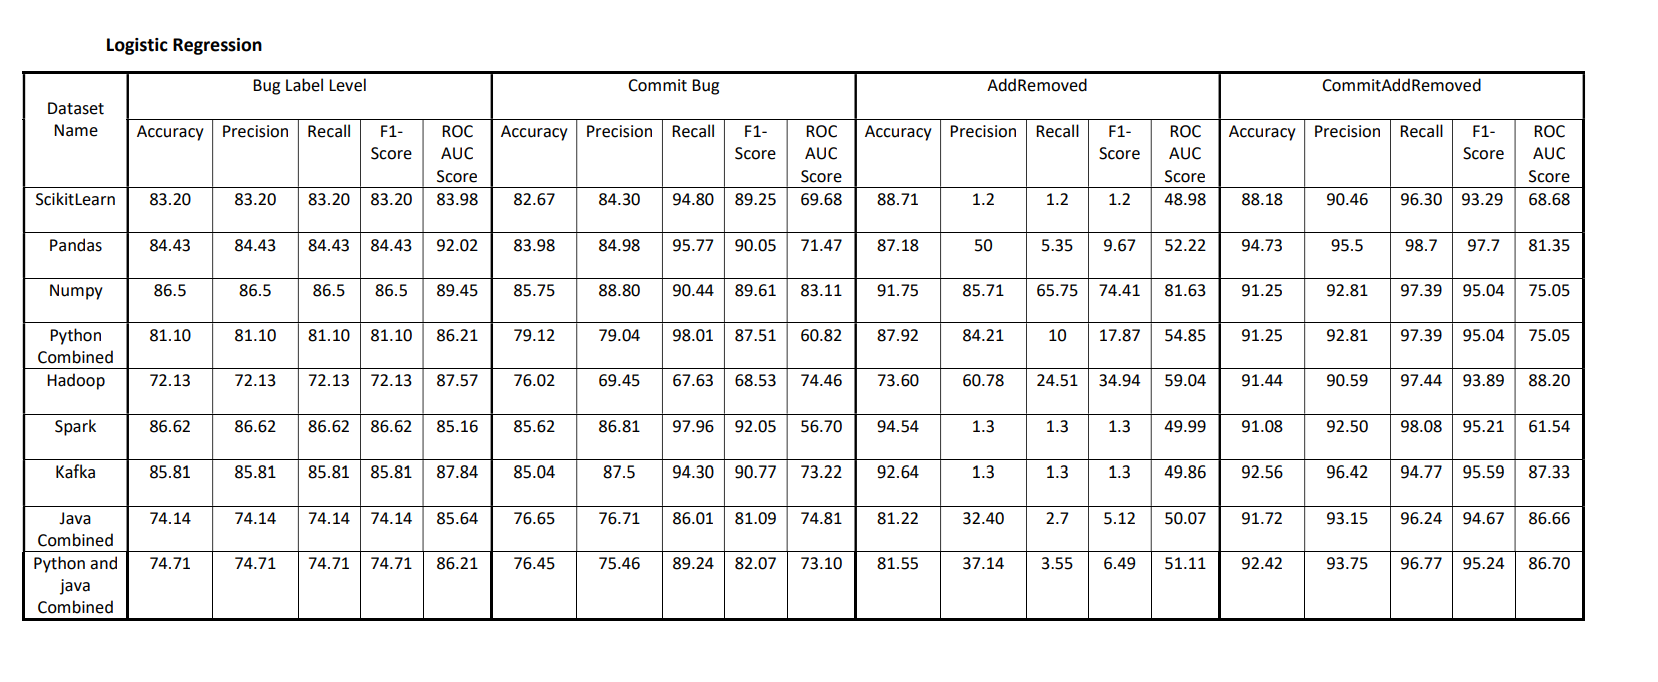 Logistic Regression
Dataset Name Bug Label Level Commit Bug AddRemoved CommitAddRemoved
Accuracy Precision Recall F1-Score ROC AUC Score Accuracy Precision Recall F1-Score ROC AUC Score Accuracy Precision Recall F1-Score ROC AUC Score Accuracy Precision Recall F1-Score ROC AUC Score
ScikitLearn 83.20 83.20 83.20 83.20 83.98 82.67 84.30 94.80 89.25 69.68 88.71 1.2 1.2 1.2 48.98 88.18 90.46 96.30 93.29 68.68
Pandas 84.43 84.43 84.43 84.43 92.02 83.98 84.98 95.77 90.05 71.47 87.18 50 5.35 9.67 52.22 94.73 95.5 98.7 97.7 81.35
Numpy 86.5 86.5 86.5 86.5 89.45 85.75 88.80 90.44 89.61 83.11 91.75 85.71 65.75 74.41 81.63 91.25 92.81 97.39 95.04 75.05
Python Combined 81.10 81.10 81.10 81.10 86.21 79.12 79.04 98.01 87.51 60.82 87.92 84.21 10 17.87 54.85 91.25 92.81 97.39 95.04 75.05
Hadoop 72.13 72.13 72.13 72.13 87.57 76.02 69.45 67.63 68.53 74.46 73.60 60.78 24.51 34.94 59.04 91.44 90.59 97.44 93.89 88.20
Spark 86.62 86.62 86.62 86.62 85.16 85.62 86.81 97.96 92.05 56.70 94.54 1.3 1.3 1.3 49.99 91.08 92.50 98.08 95.21 61.54
Kafka 85.81 85.81 85.81 85.81 87.84 85.04 87.5 94.30 90.77 73.22 92.64 1.3 1.3 1.3 49.86 92.56 96.42 94.77 95.59 87.33
Java Combined 74.14 74.14 74.14 74.14 85.64 76.65 76.71 86.01 81.09 74.81 81.22 32.40 2.7 5.12 50.07 91.72 93.15 96.24 94.67 86.66
Python and java Combined 74.71 74.71 74.71 74.71 86.21 76.45 75.46 89.24 82.07 73.10 81.55 37.14 3.55 6.49 51.11 92.42 93.75 96.77 95.24 86.70